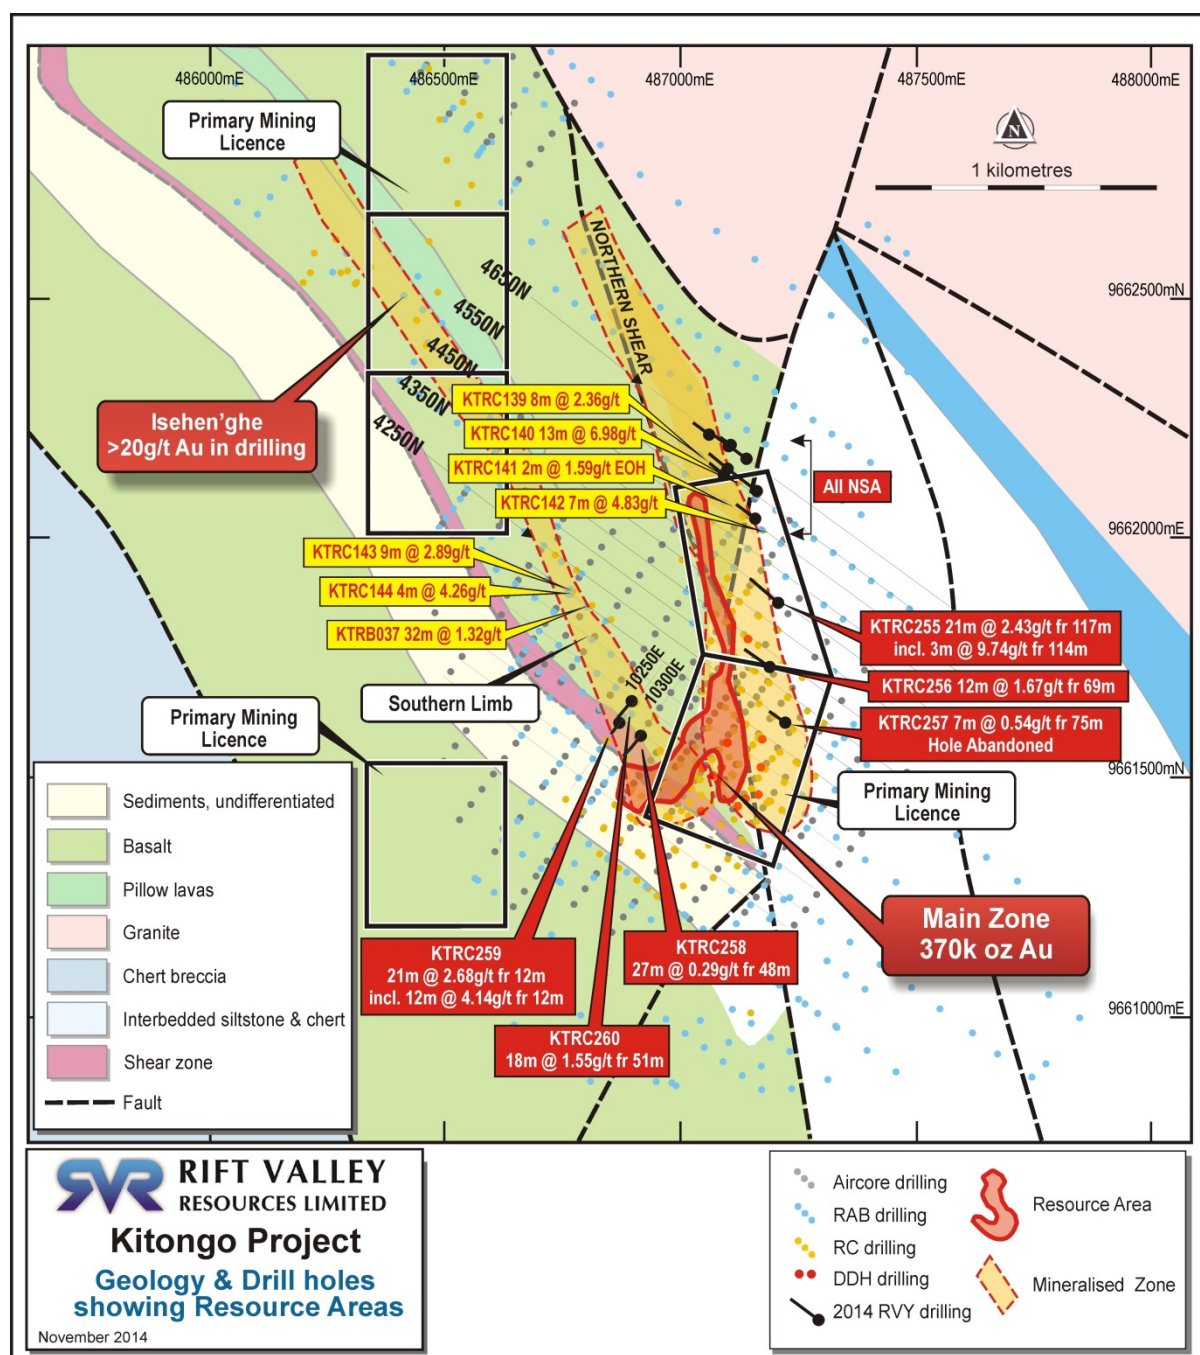 486000mE
486500mE
487000mE
487500mE
488000mE
Primary Mining
Licence
N
1 kilometres
9662500mN
9662000mN
9661500mN
9661000mE
NORTHERN SHEAR
4650N
4550N
4450N
4350N
4250N
Isehen'ghe
>20g/t Au in drilling
KTRC139 8m @ 2.36g/t
KTRC140 13m @ 6.98g/t
KTRC141 2m @ 1.59g/t EOH
KTRC142 7m @ 4.83g/t
All NSA
KTRC143 9m @ 2.89g/t
KTRC144 4m @ 4.26g/t
KTRB037 32m @ 1.32g/t
KTRC255 21m @ 2.43g/t fr 117m
incl. 3m @ 9.74g/t fr 114m
KTRC256 12m @ 1.67g/t fr 69m
KTRC257 7m @ 0.54g/t fr 75m
Hole Abandoned
10250E
10300E
Southern Limb
Primary Mining
Licence
Primary Mining
Licence
Main Zone
370k oz Au
KTRC259
21m @ 2.68g/t fr 12m
incl. 12m @ 4.14g/t fr 12m
KTRC258
27m @ 0.29g/t fr 48m
KTRC260
18m @ 1.55g/t fr 51m
Sediments, undifferentiated
Basalt
Pillow lavas
Granite
Chert breccia
Interbedded siltstone & chert
Shear zone
Fault
RVR
RIFT VALLEY
RESOURCES LIMITED
Kitongo Project
Geology & Drill holes
showing Resource Areas
November 2014
Aircore drilling
RAB drilling
RC drilling
DDH drilling
2014 RVY drilling
Resource Area
Mineralised Zone